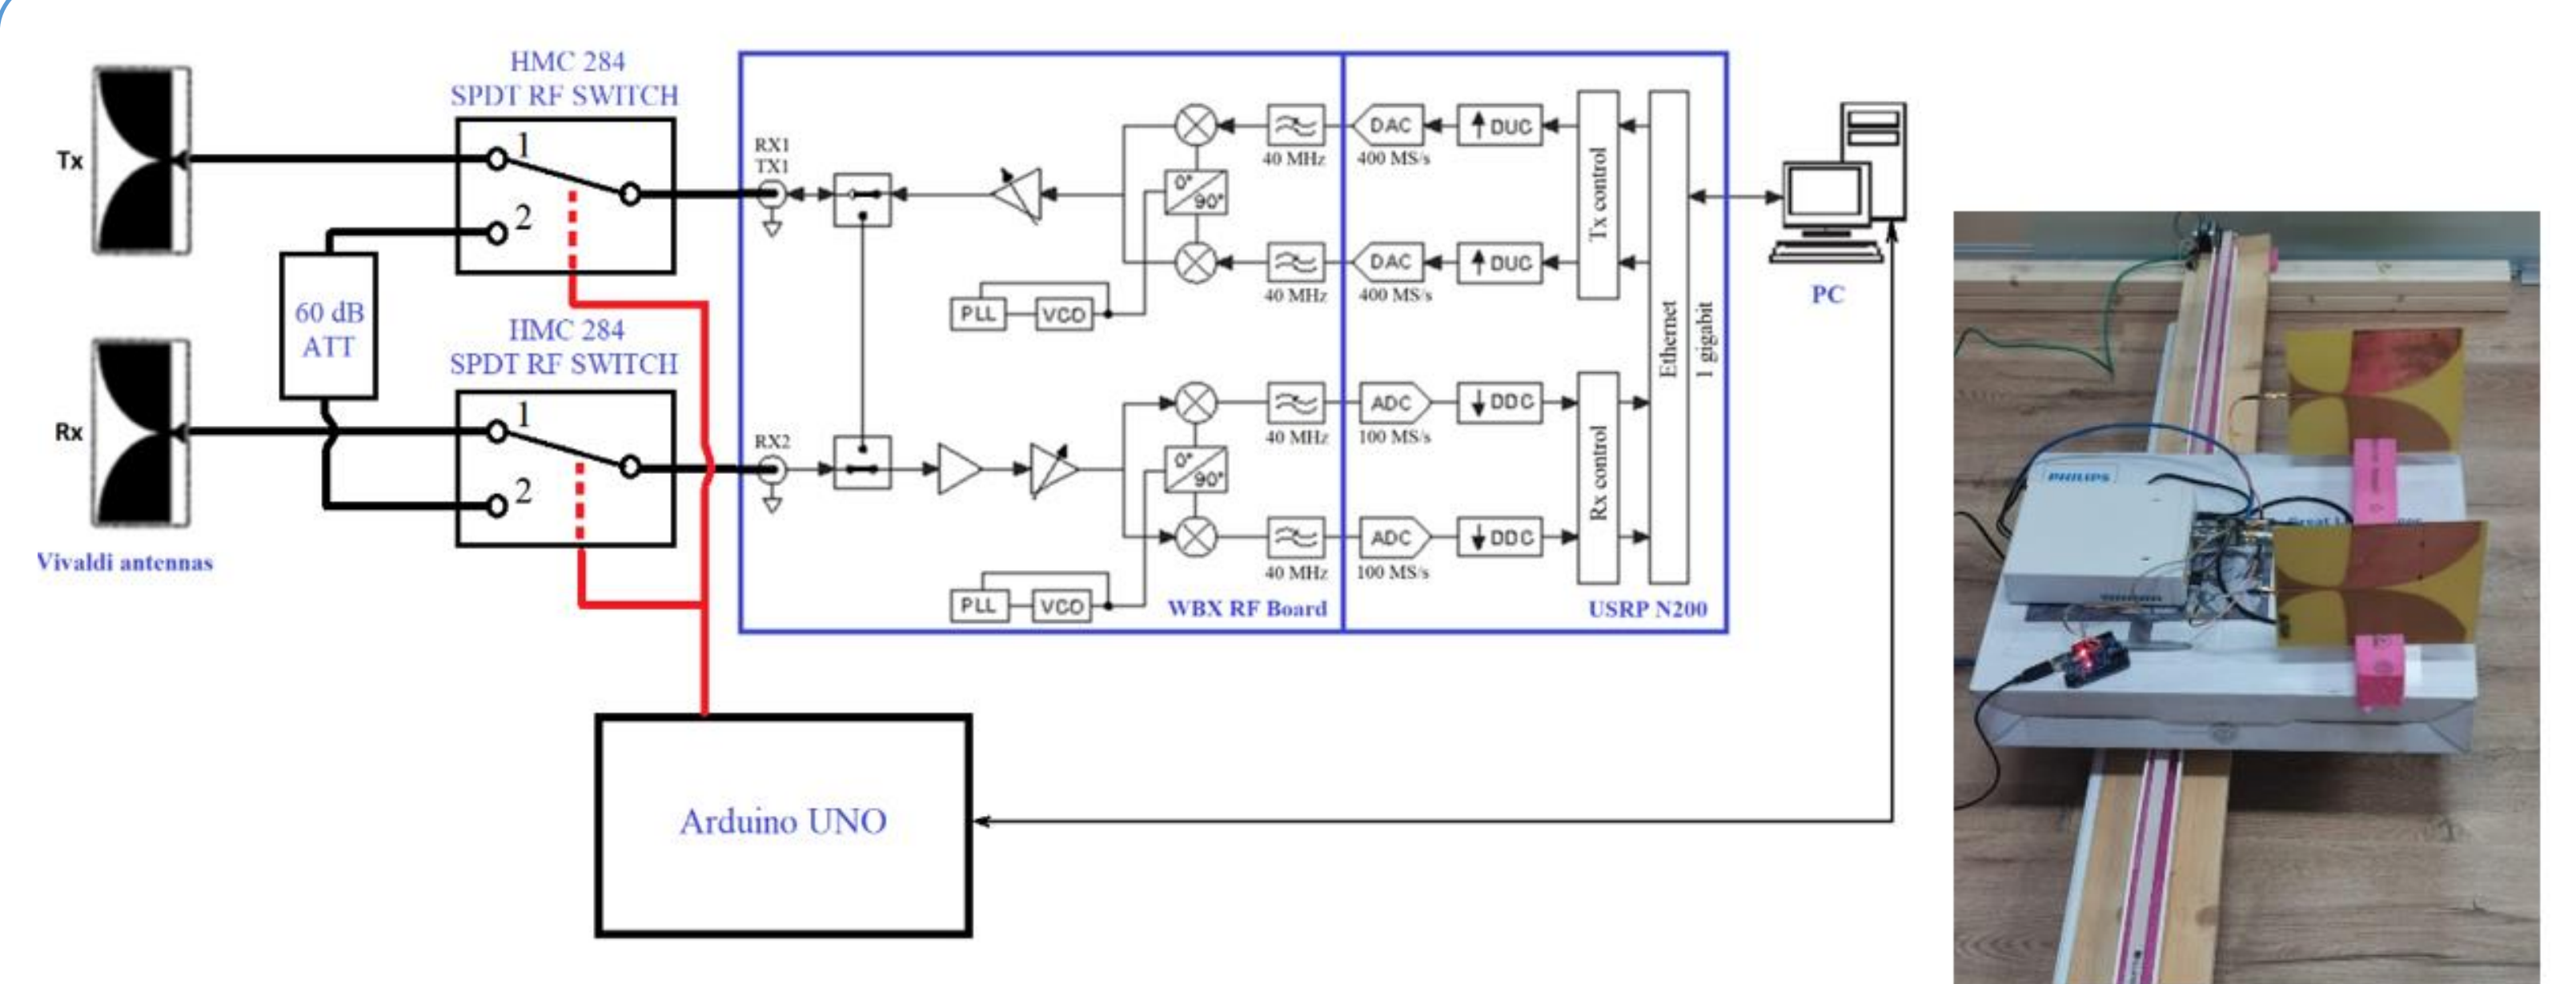 HMC 284
SPDT RF SWITCH
Tx
1
2
60 dB
ATT
HMC 284
SPDT RF SWITCH
Rx
1
2
Vivaldi antennas
RX1
TX1
RX2
0°
90°
40 MHz
40 MHz
PLL
VCO
DAC
400 MS/s
DUC
DAC
400 MS/s
DUC
Tx control
0°
90°
40 MHz
40 MHz
PLL
VCO
ADC
100 MS/s
DDC
ADC
100 MS/s
DDC
Rx control
Ethernet
1 gigabit
WBX RF Board
USRP N200
PC
Arduino UNO
PHILIPS